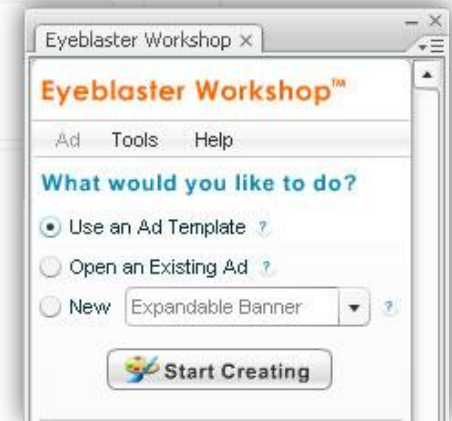 Eyeblaster Workshop ×
Eyeblaster Workshop™
Ad Tools Help
What would you like to do?
Use an Ad Template ?
Open an Existing Ad ?
New Expandable Banner ?
Start Creating